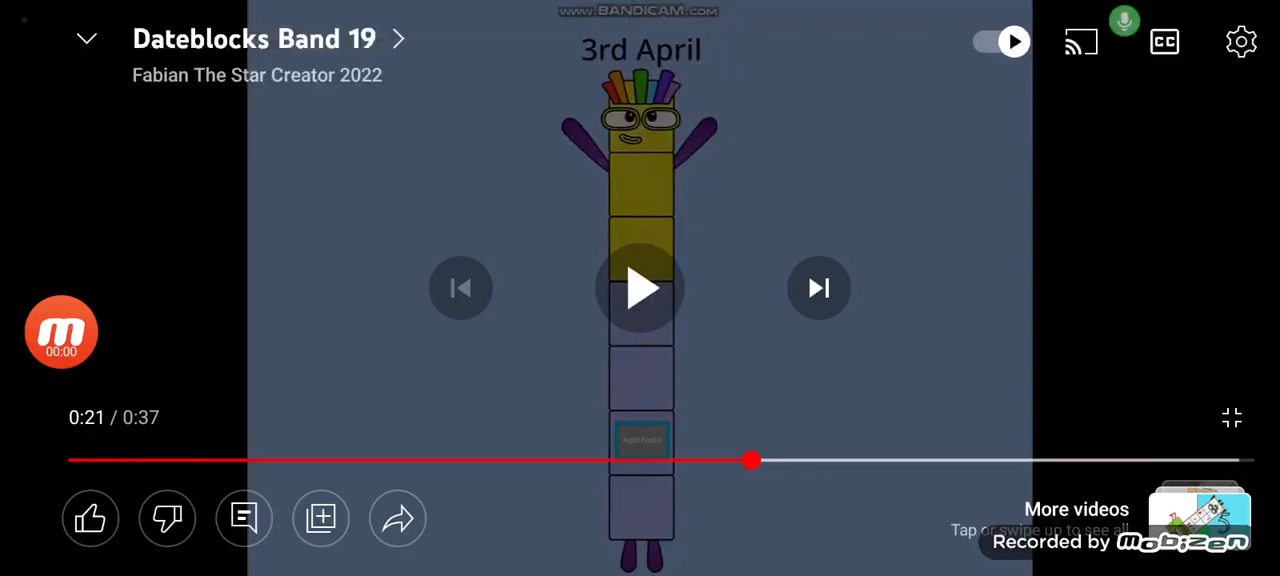 www.BANDICAM.com
Dateblocks Band 19
Fabian The Star Creator 2022
3rd April
CC
00:00
0:21 / 0:37
More videos
Tap or swipe up to see all
Recorded by mobizen